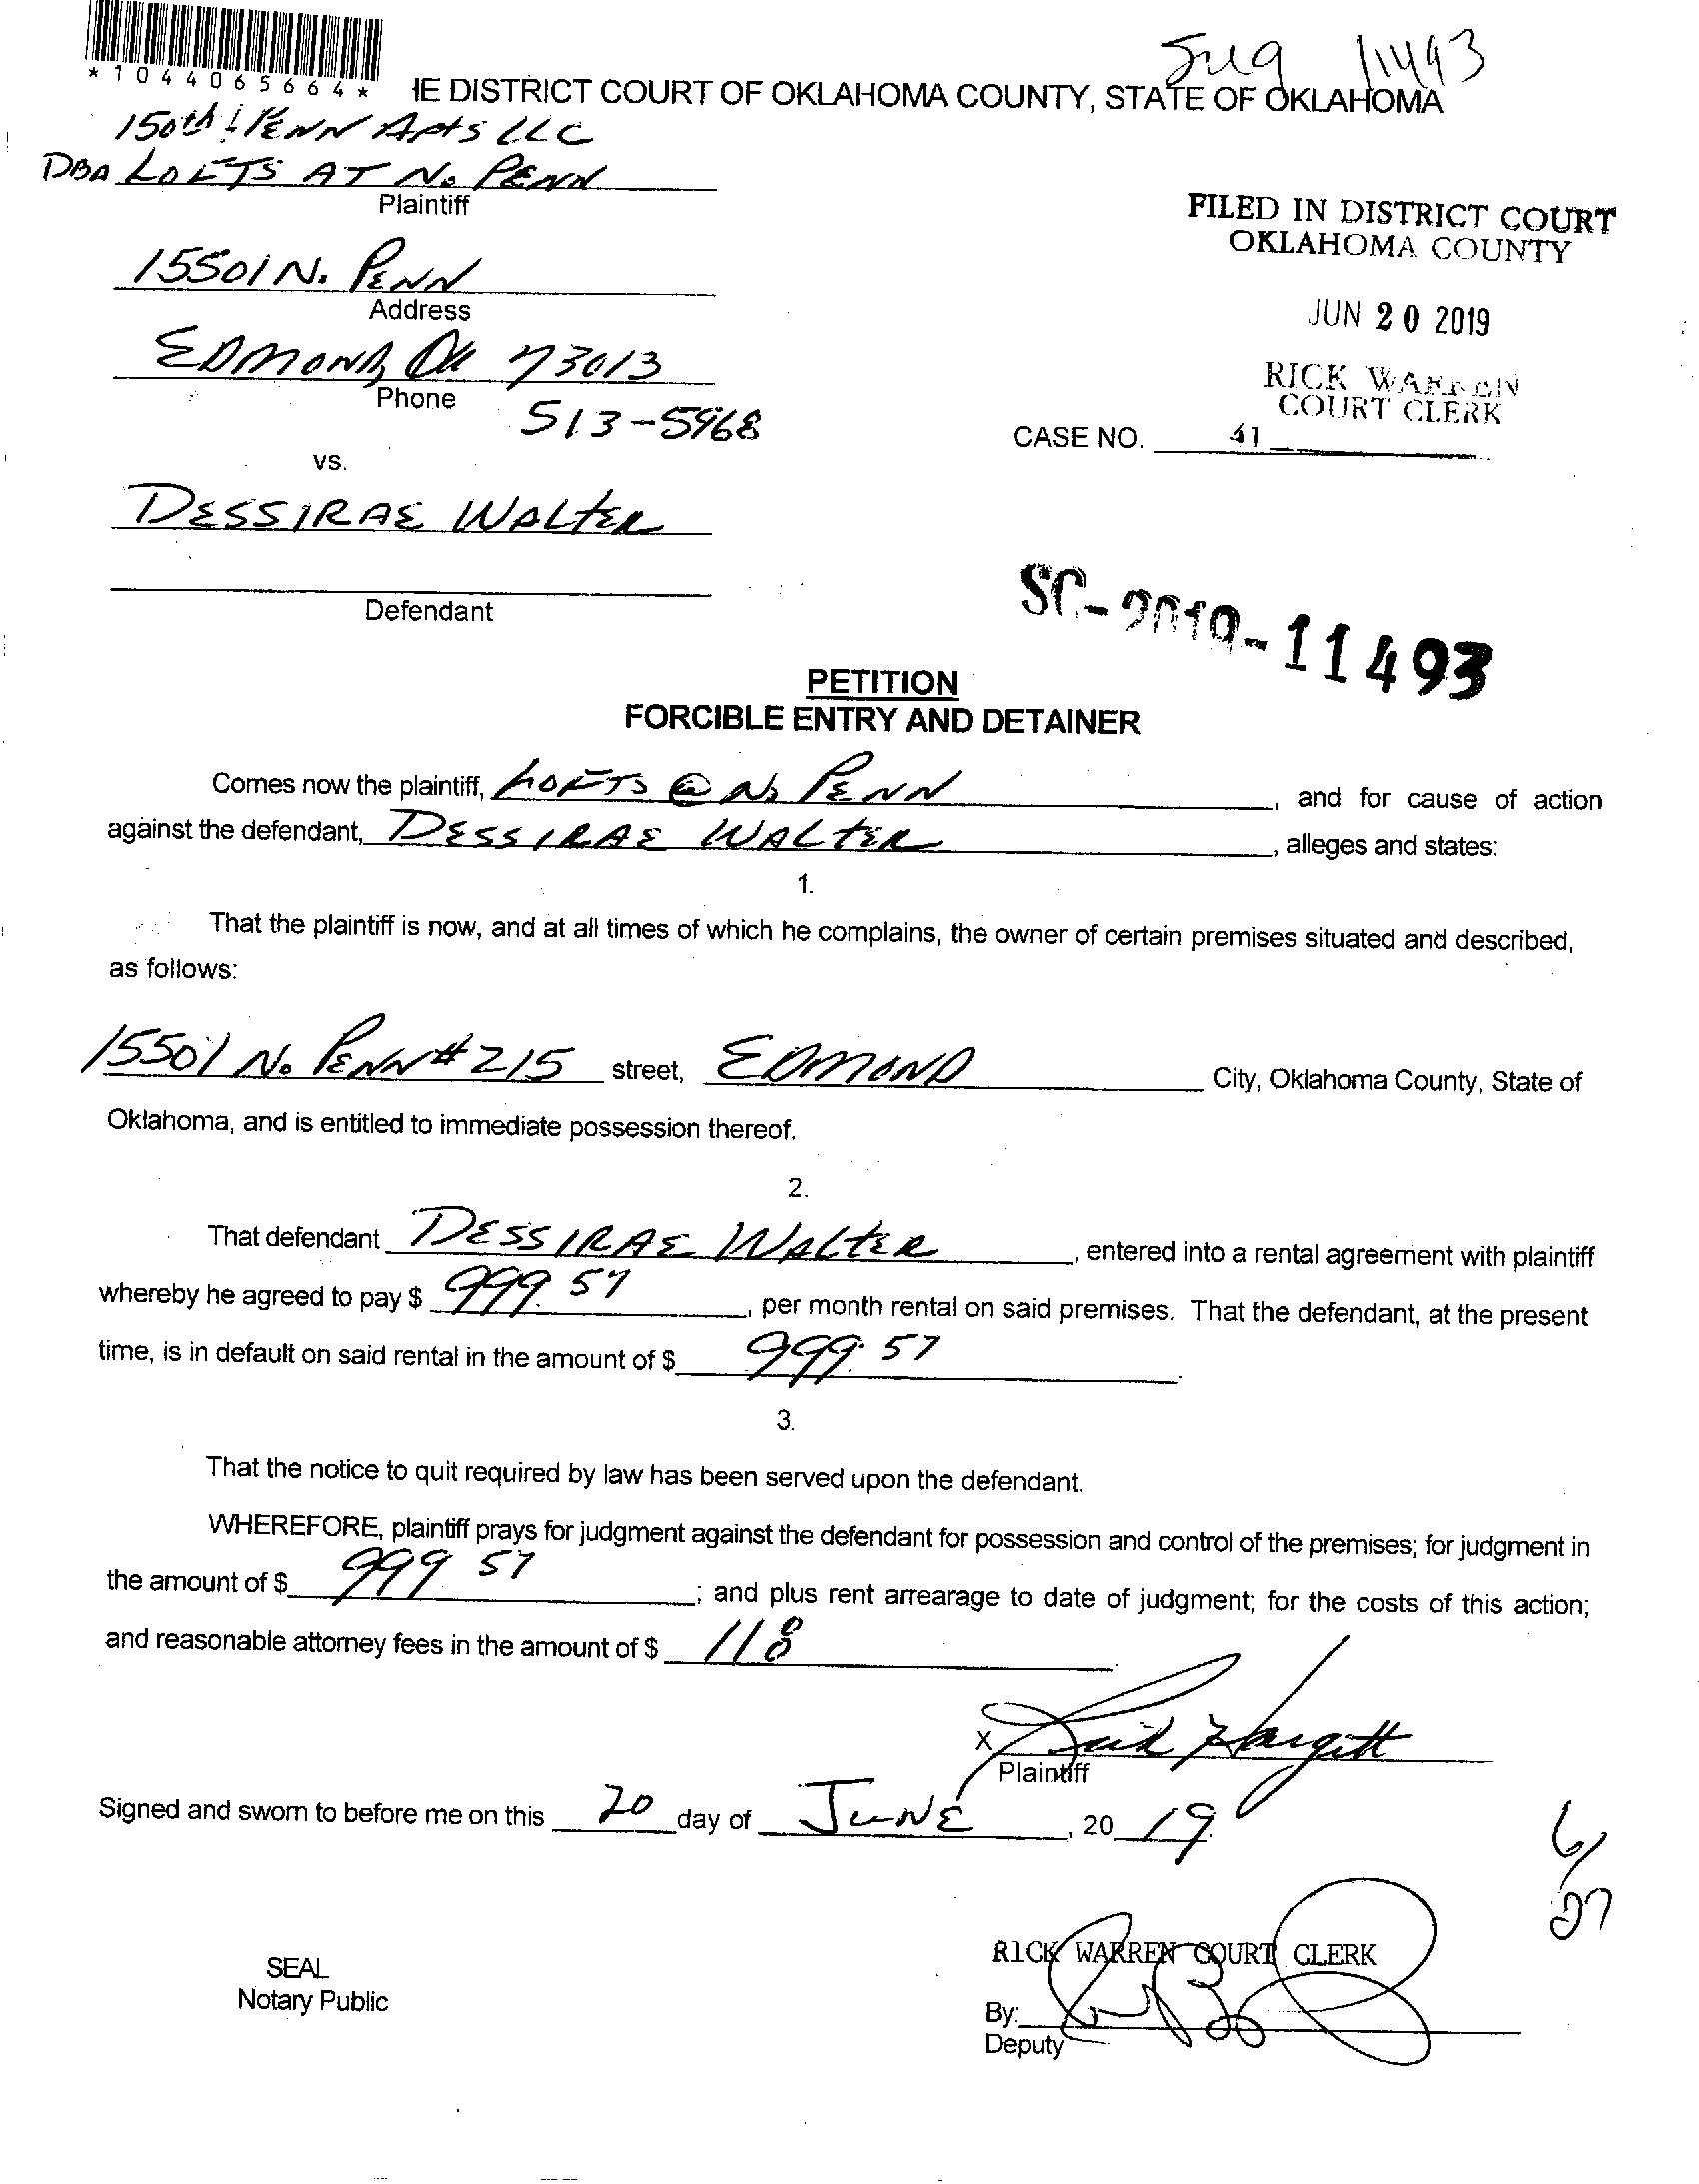 *1044065664*
IE DISTRICT COURT OF OKLAHOMA COUNTY, STATE OF OKLAHOMA
11493
150th & PENN Apts LLC
DBA LOFTS AT No PENN
Plaintiff
FILED IN DISTRICT COURT
OKLAHOMA COUNTY
15501 N. PENN
Address
JUN 20 2019
EDMOND, OK 73013
Phone
513-5968
RICK WARREN
COURT CLERK
CASE NO. 41
vs.
DESSIRAE WALTER
Defendant
SC-2019-11493
PETITION
FORCIBLE ENTRY AND DETAINER
Comes now the plaintiff, LOFTS @ No PENN, and for cause of action
against the defendant, DESSIRAE WALTER, alleges and states:
1.
That the plaintiff is now, and at all times of which he complains, the owner of certain premises situated and described,
as follows:
15501 No PENN #215 street, EDMOND City, Oklahoma County, State of
Oklahoma, and is entitled to immediate possession thereof.
2.
That defendant DESSIRAE WALTER, entered into a rental agreement with plaintiff
whereby he agreed to pay $ 999.57, per month rental on said premises. That the defendant, at the present
time, is in default on said rental in the amount of $ 999.57.
3.
That the notice to quit required by law has been served upon the defendant.
WHEREFORE, plaintiff prays for judgment against the defendant for possession and control of the premises; for judgment in
the amount of $ 999 57; and plus rent arrearage to date of judgment; for the costs of this action;
and reasonable attorney fees in the amount of $ 118.
X Hargett
Plaintiff
Signed and sworn to before me on this 20 day of JUNE, 20 19.
6/27
SEAL
Notary Public
RICK WARREN COURT CLERK
By:
Deputy